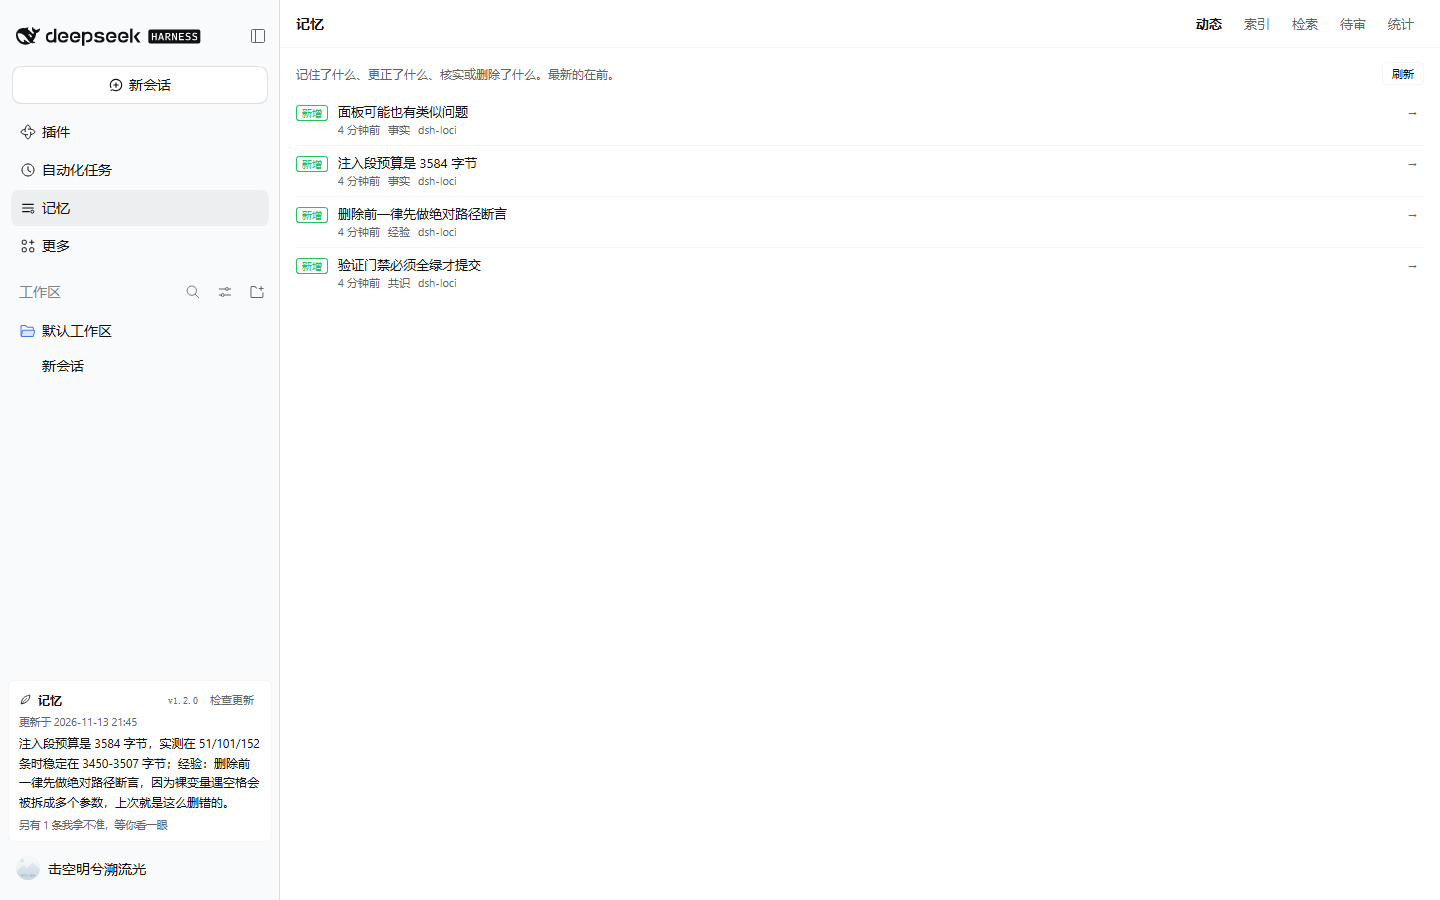 deepseek HARNESS
新会话
插件
自动化任务
记忆
更多
工作区
默认工作区
新会话
记忆 v1.2.0 检查更新
更新于 2026-11-13 21:45
注入段预算是 3584 字节，实测在 51/101/152
条时稳定在 3450-3507 字节；经验：删除前
一律先做绝对路径断言，因为裸变量遇空格会
被拆成多个参数，上次就是这么删错的。
另有 1 条我拿不准，等你看一眼
击空明兮溯流光
记忆 动态 索引 检索 待审 统计
记住了什么、更正了什么、核实或删除了什么。最新的在前。 刷新
新增 面板可能也有类似问题 →
4 分钟前 事实 dsh-loci
新增 注入段预算是 3584 字节 →
4 分钟前 事实 dsh-loci
新增 删除前一律先做绝对路径断言 →
4 分钟前 经验 dsh-loci
新增 验证门禁必须全绿才提交 →
4 分钟前 共识 dsh-loci